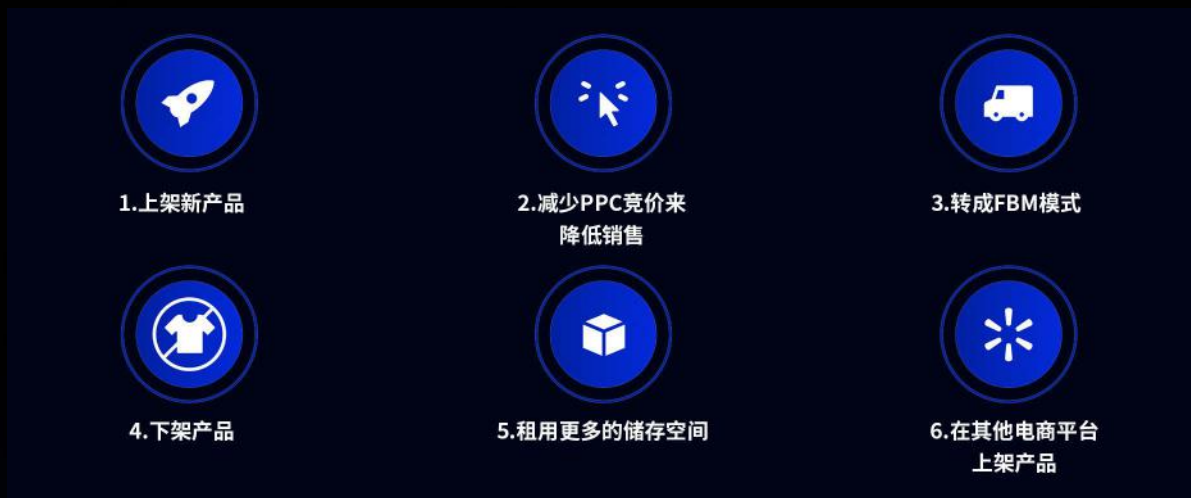 1.上架新产品
2.减少PPC竞价来
降低销售
3.转成FBM模式
4.下架产品
5.租用更多的储存空间
6.在其他电商平台
上架产品